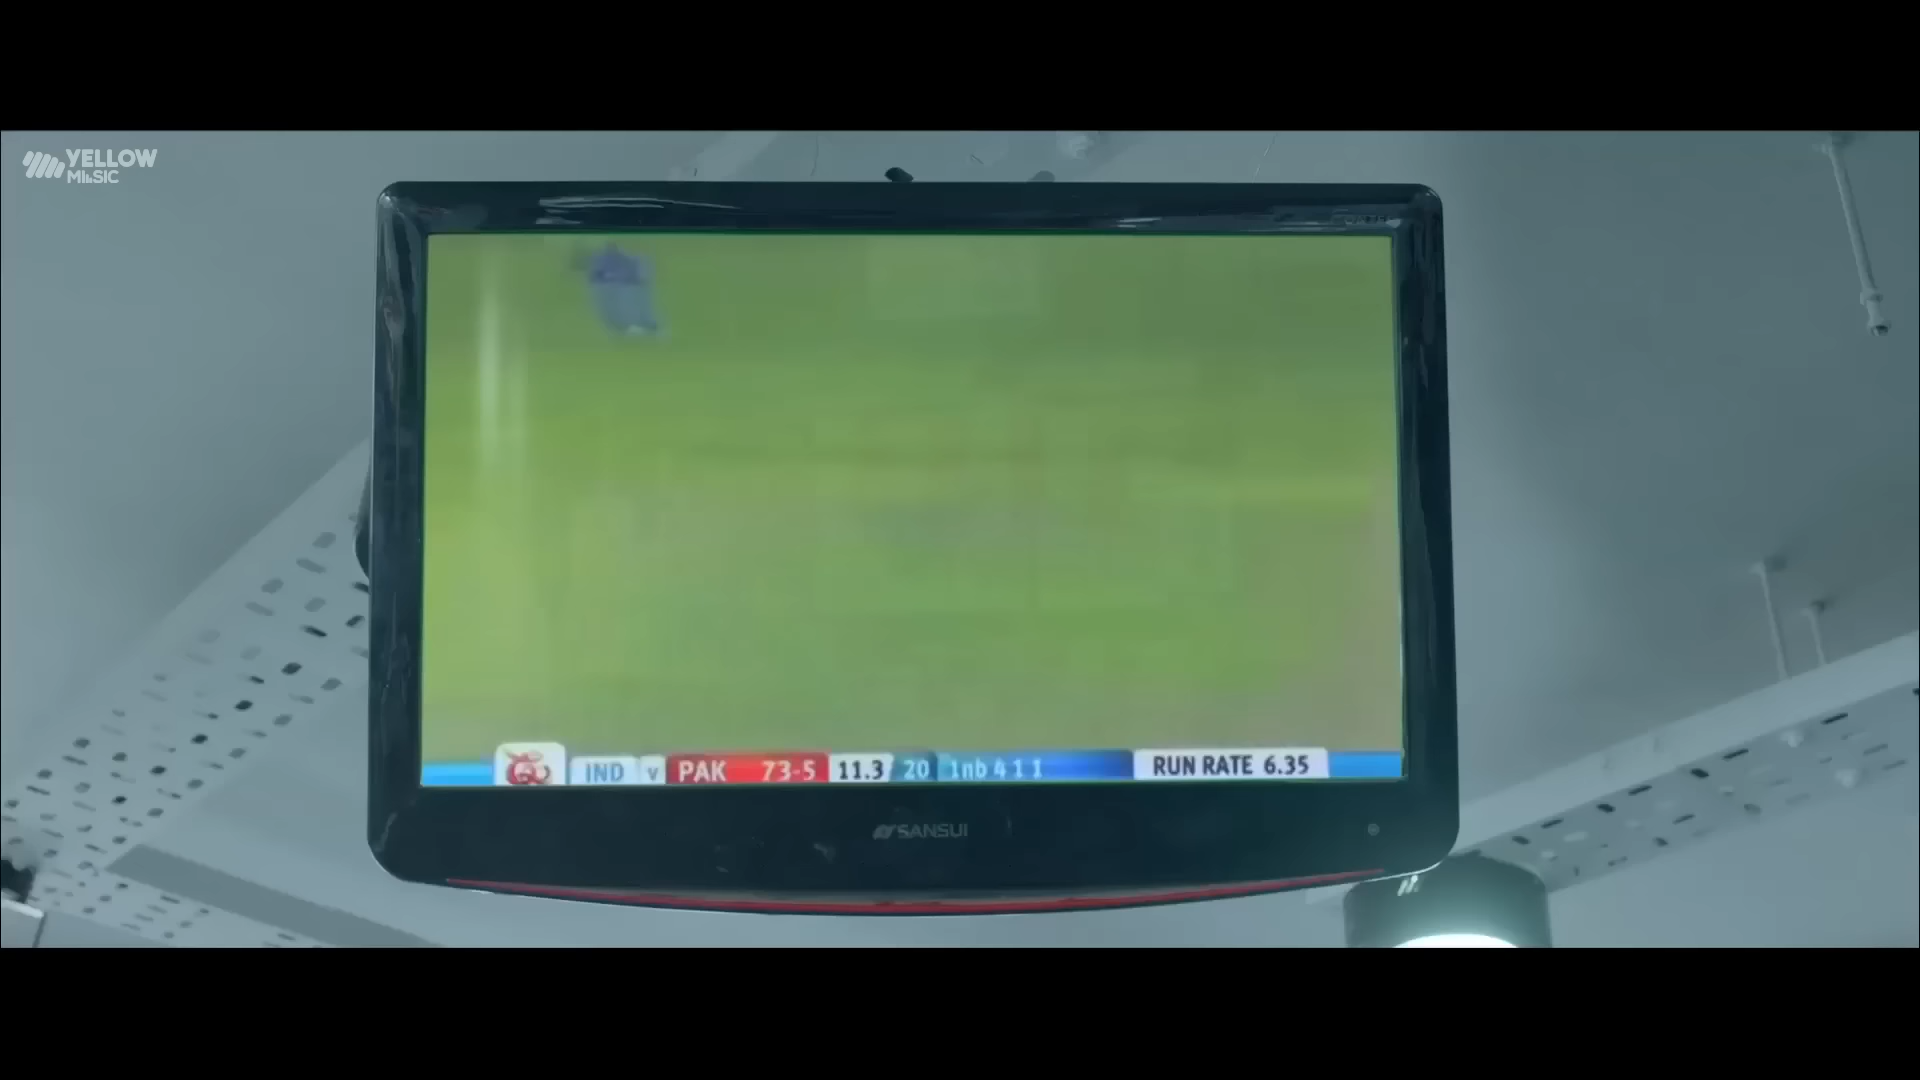 YELLOW
MUSIC
IND v PAK 73-5 11.3 20 1nb 4 1 1 RUN RATE 6.35
SANSUI